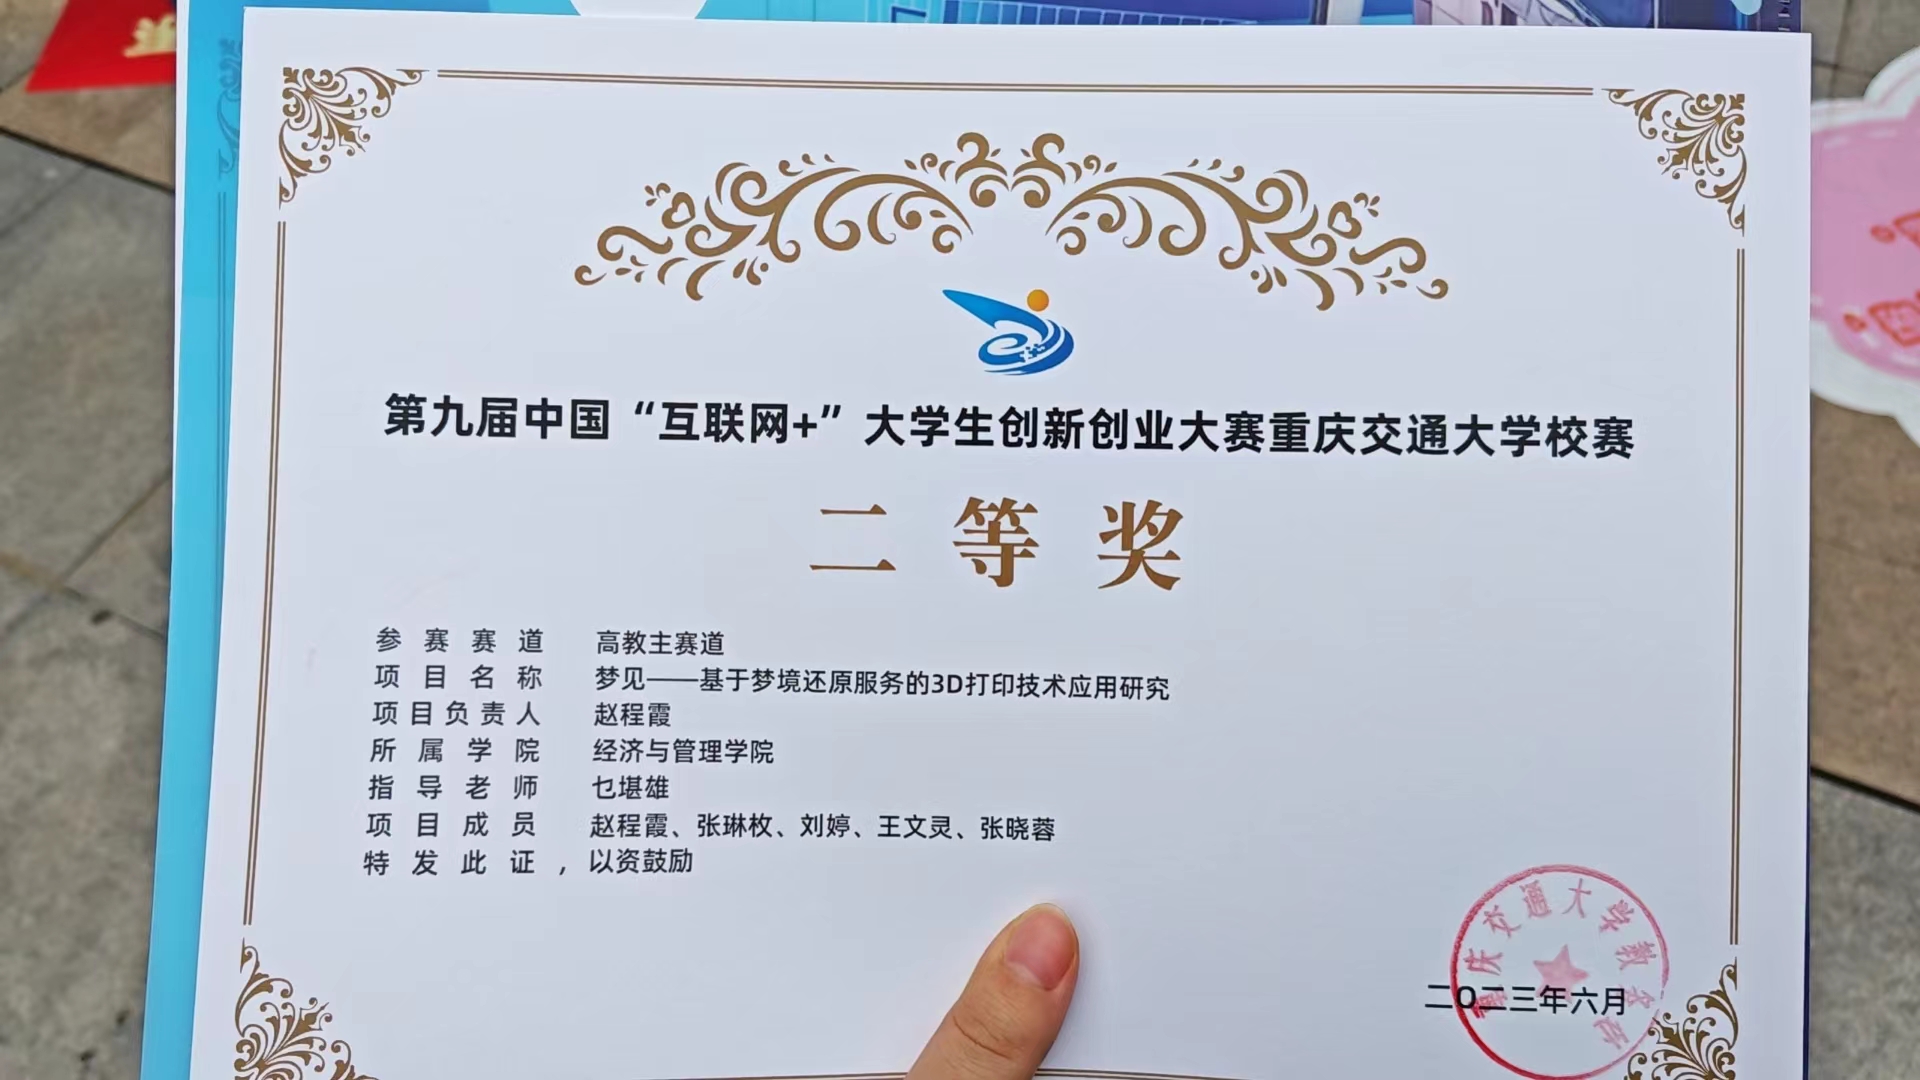 第九届中国“互联网+”大学生创新创业大赛重庆交通大学校赛
二等奖
参赛赛道 高教主赛道
项目名称 梦见——基于梦境还原服务的3D打印技术应用研究
项目负责人 赵程霞
所属学院 经济与管理学院
指导老师 乜堪雄
项目成员 赵程霞、张琳枚、刘婷、王文灵、张晓蓉
特发此证，以资鼓励
重庆交通大学教务处
二〇二三年六月